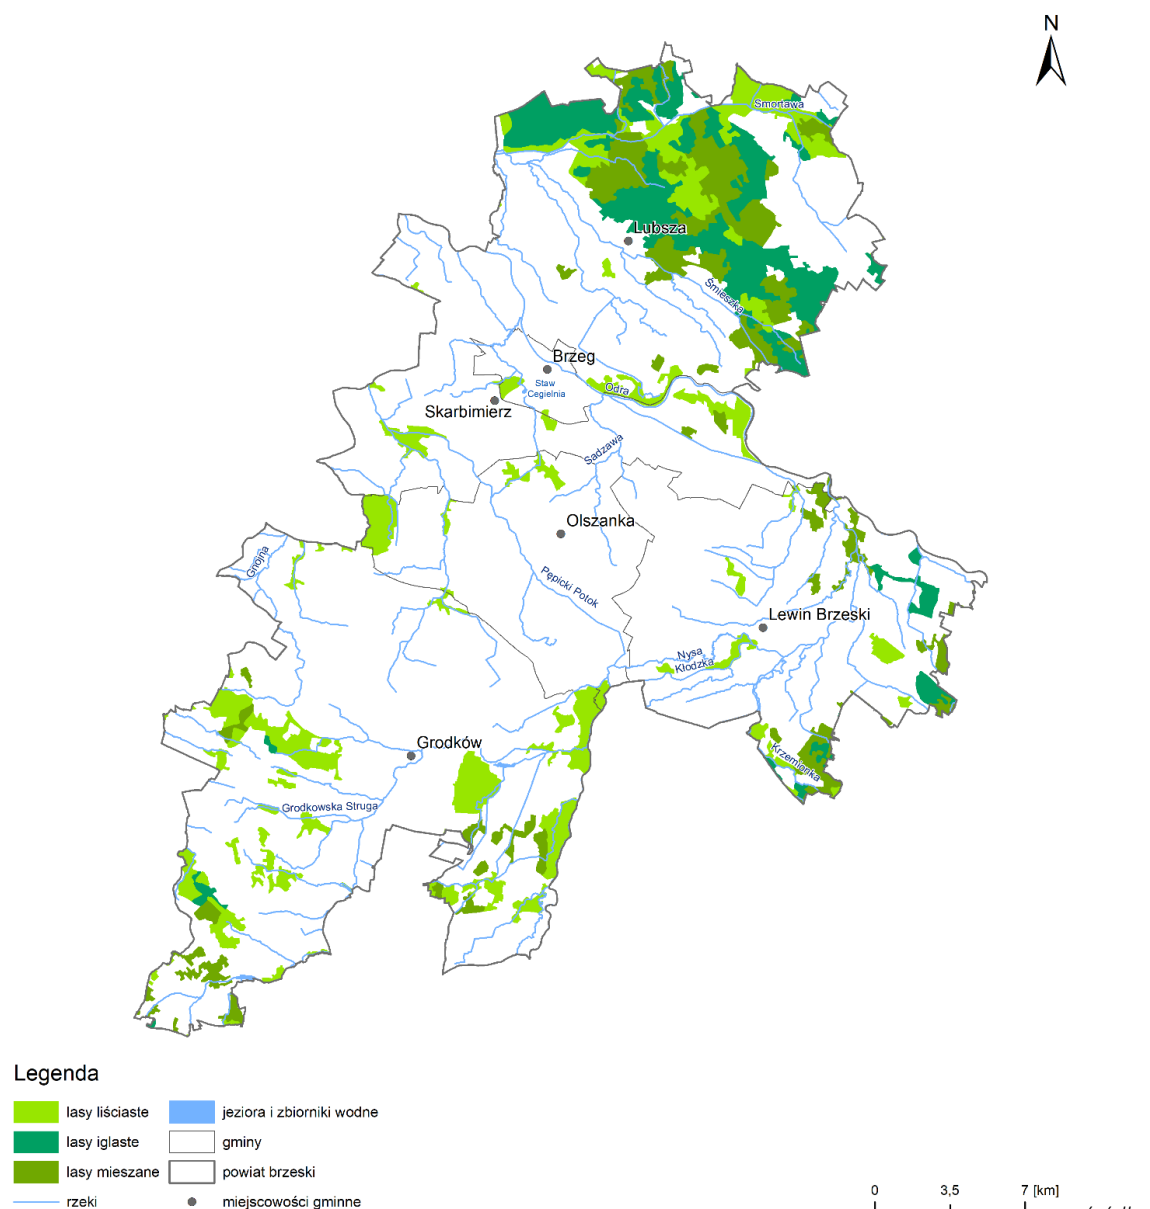 N
Smortawa
Lubsza
Śmieszka
Brzeg
Staw
Cegielnia
Odra
Skarbimierz
Sadzawa
Olszanka
Gnojna
Pępicki Potok
Lewin Brzeski
Nysa
Kłodzka
Grodków
Krzemionka
Grodkowska Struga
Legenda
lasy liściaste
jeziora i zbiorniki wodne
lasy iglaste
gminy
lasy mieszane
powiat brzeski
rzeki
miejscowości gminne
0 3,5 7 [km]